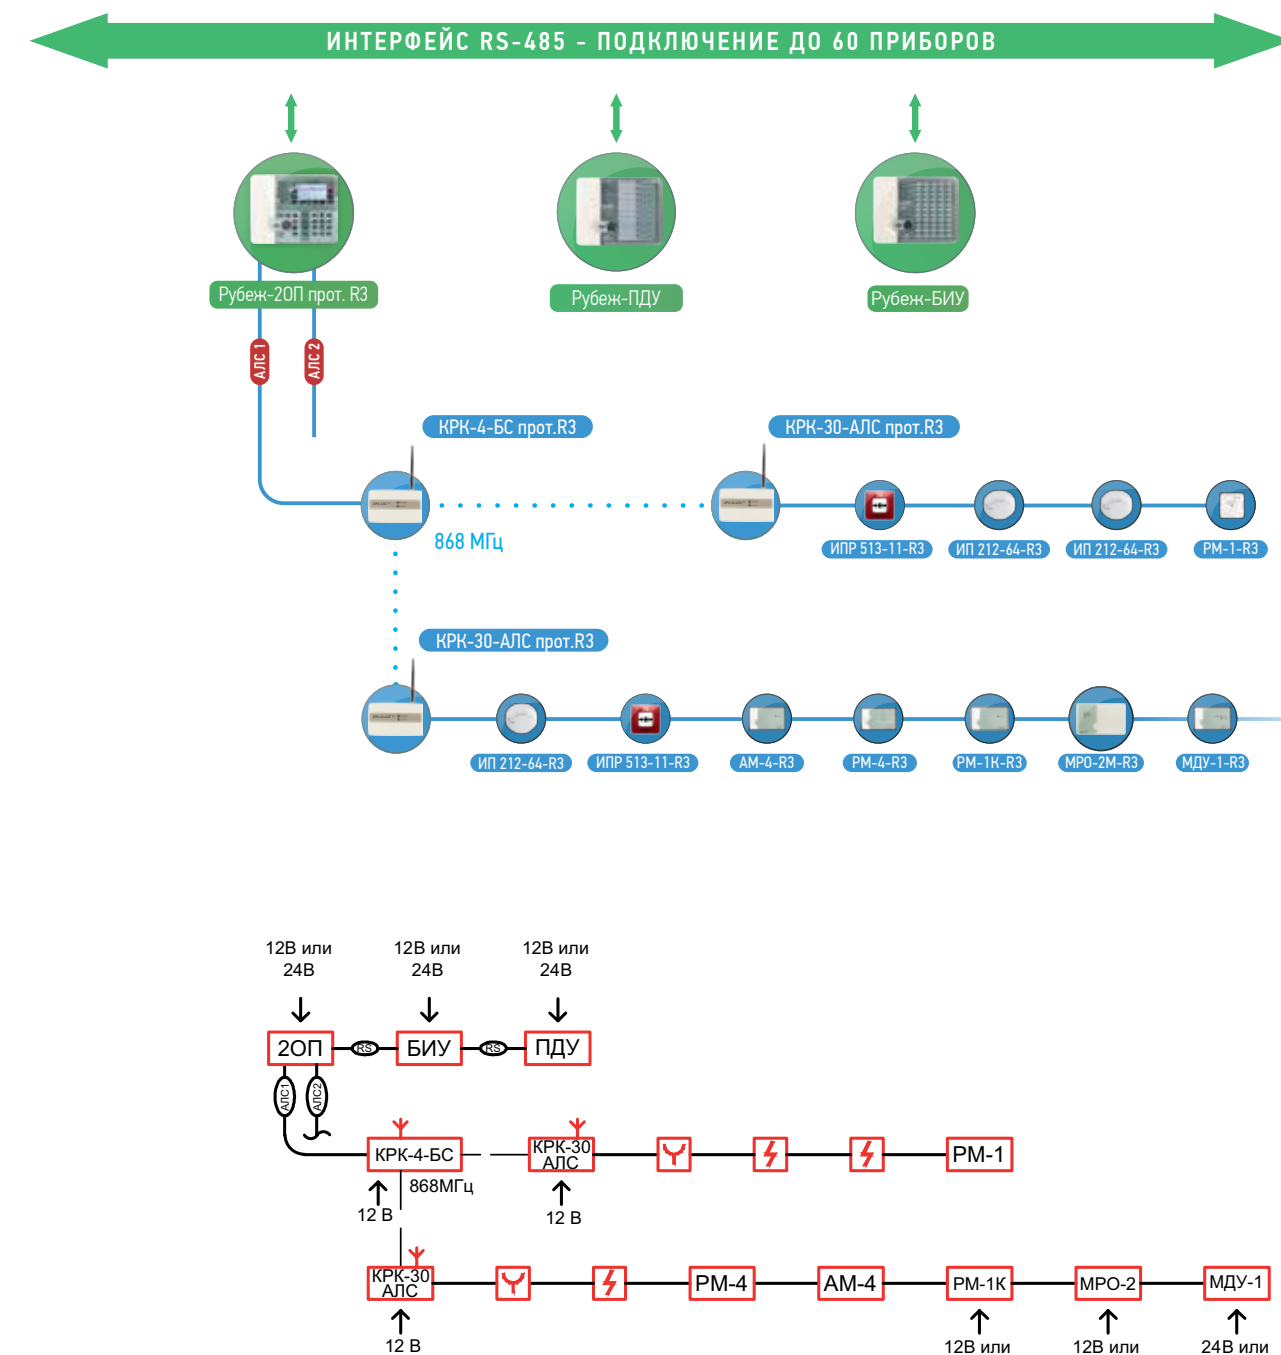 ИНТЕРФЕЙС RS-485 - ПОДКЛЮЧЕНИЕ ДО 60 ПРИБОРОВ
Рубеж-2ОП прот. R3
Рубеж-ПДУ
Рубеж-БИУ
АЛС 1
АЛС 2
КРК-4-БС прот.R3
КРК-30-АЛС прот.R3
868 МГц
ИПР 513-11-R3
ИП 212-64-R3
ИП 212-64-R3
РМ-1-R3
КРК-30-АЛС прот.R3
ИП 212-64-R3
ИПР 513-11-R3
АМ-4-R3
РМ-4-R3
РМ-1К-R3
МРО-2М-R3
МДУ-1-R3
12В или
24В
12В или
24В
12В или
24В
2ОП
RS
БИУ
RS
ПДУ
АЛС1
АЛС2
КРК-4-БС
КРК-30
АЛС
РМ-1
868МГц
12 В
12 В
КРК-30
АЛС
РМ-4
АМ-4
РМ-1К
МРО-2
МДУ-1
12 В
12В или
12В или
24В или